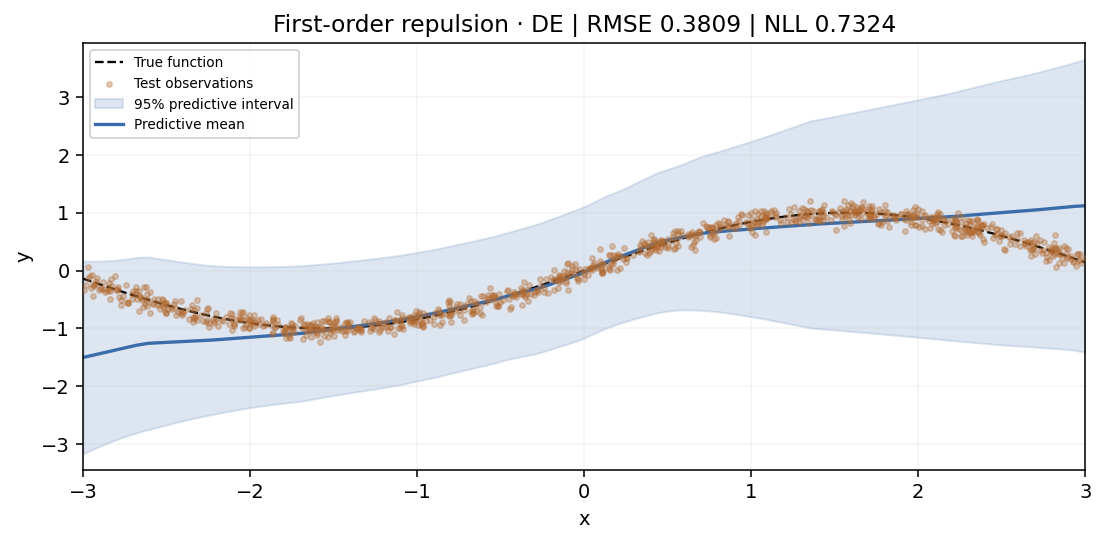 First-order repulsion · DE | RMSE 0.3809 | NLL 0.7324
True function
Test observations
95% predictive interval
Predictive mean
y
3
2
1
0
−1
−2
−3
−3
−2
−1
0
1
2
3
x